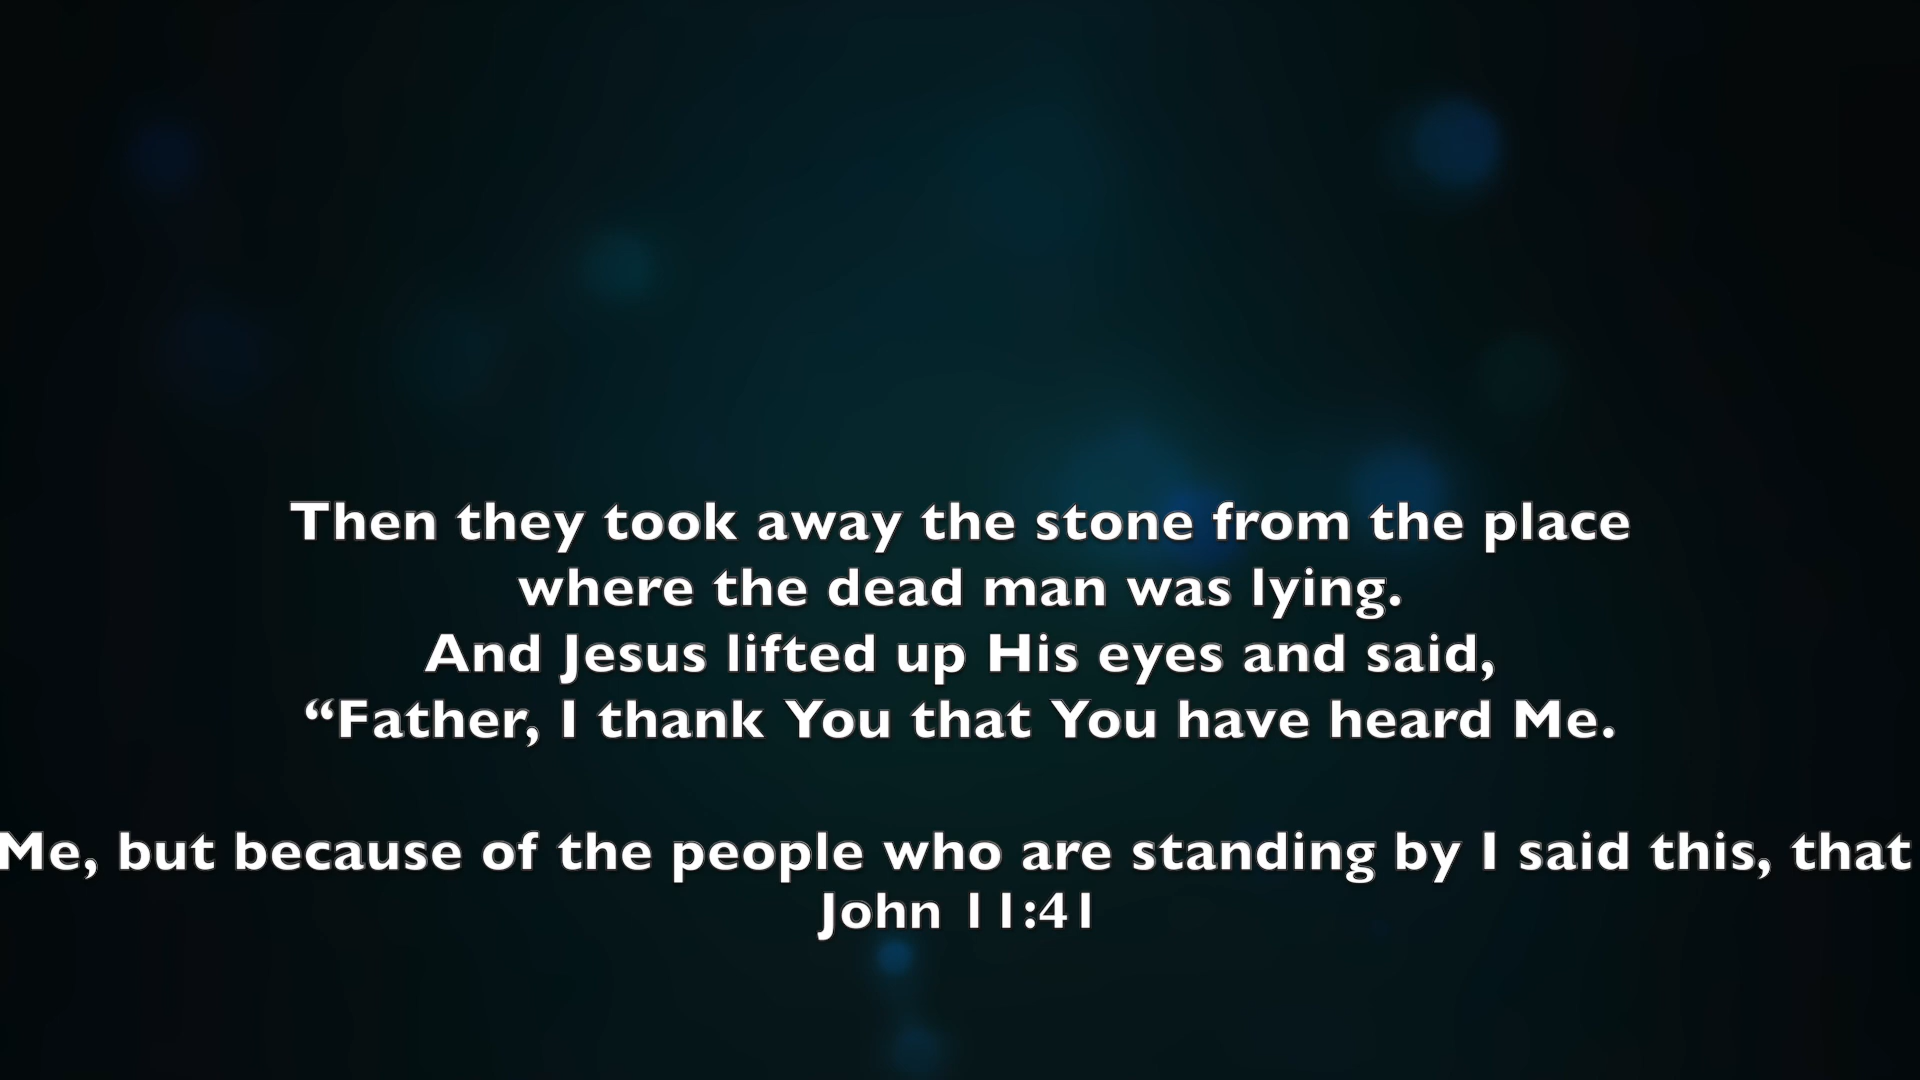 Then they took away the stone from the place
where the dead man was lying.
And Jesus lifted up His eyes and said,
“Father, I thank You that You have heard Me.
Me, but because of the people who are standing by I said this, that
John 11:41